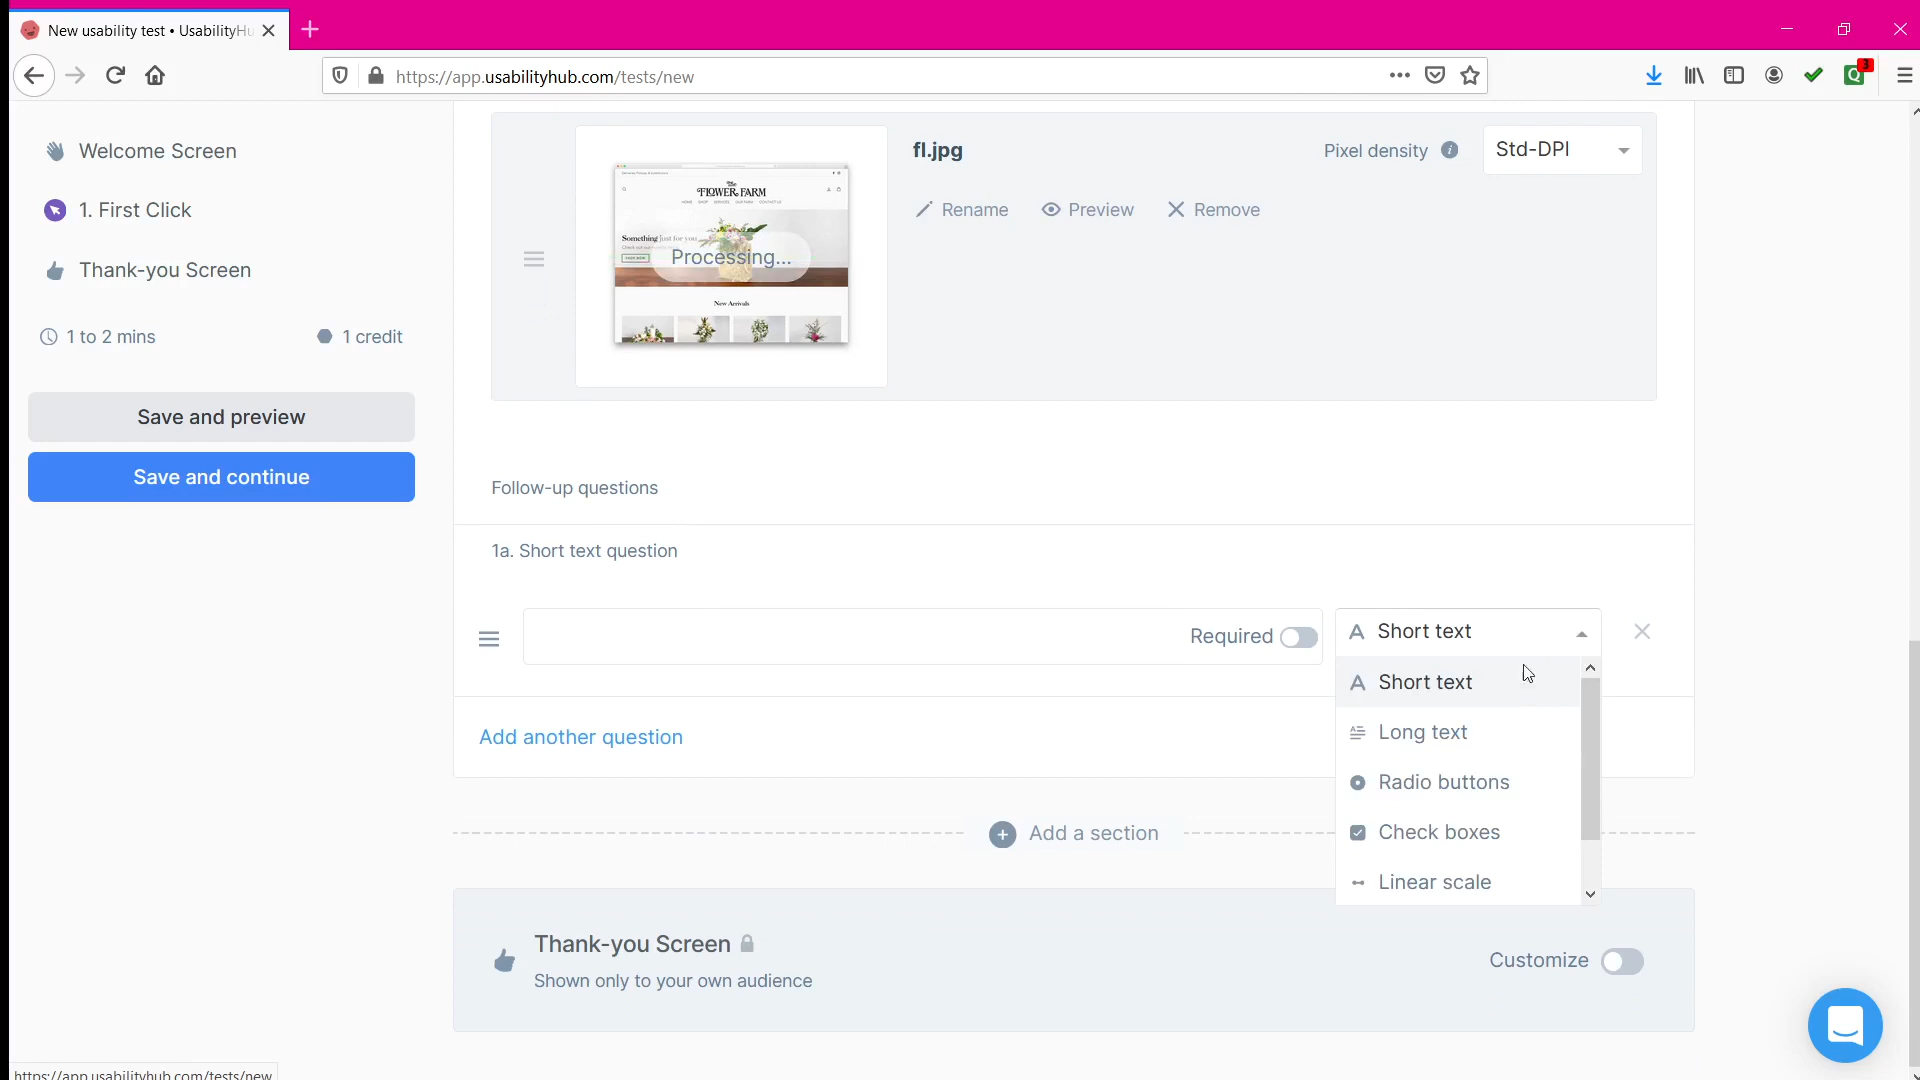 New usability test • UsabilityHu
https://app.usabilityhub.com/tests/new
3
Welcome Screen
1. First Click
Thank-you Screen
1 to 2 mins
1 credit
Save and preview
Save and continue
FLOWER FARM
Something just for you
Processing...
New Arrivals
fl.jpg
Pixel density
Std-DPI
Rename
Preview
Remove
Follow-up questions
1a. Short text question
Required
Short text
Short text
Long text
Radio buttons
Check boxes
Linear scale
Add another question
Add a section
Thank-you Screen
Shown only to your own audience
Customize
https://app.usabilityhub.com/tests/new